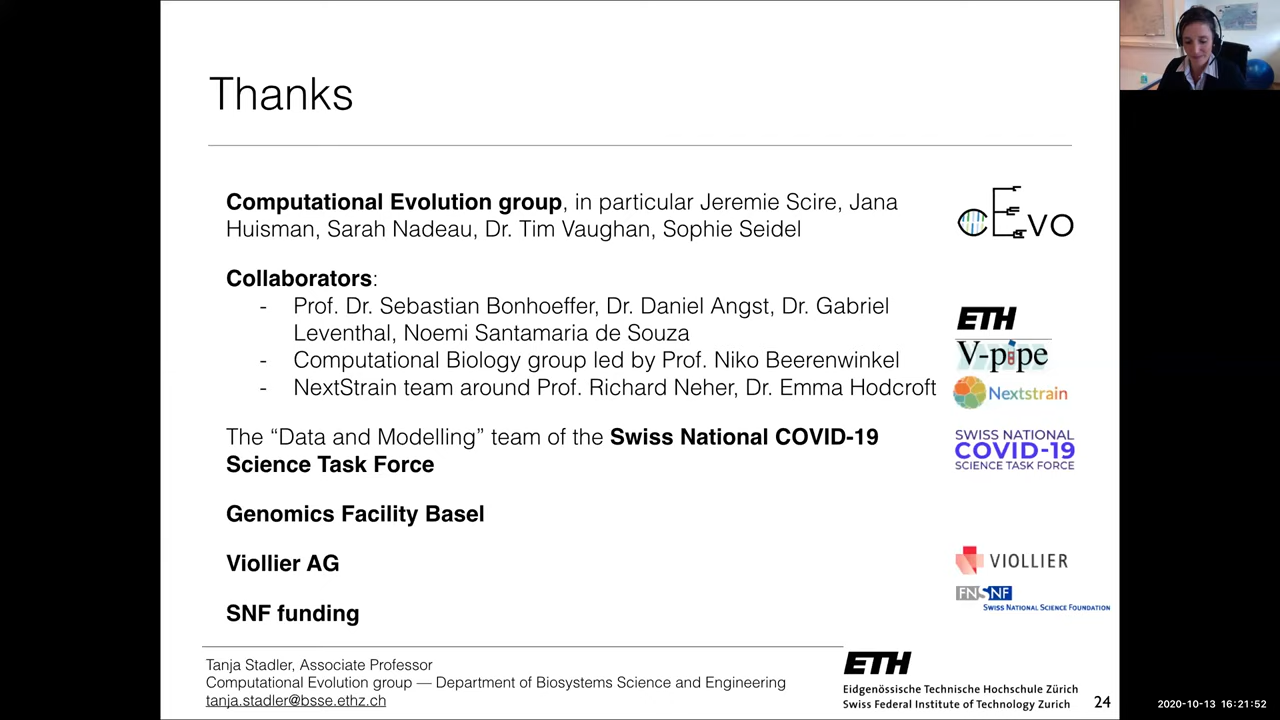 Thanks
Computational Evolution group, in particular Jeremie Scire, Jana
Huisman, Sarah Nadeau, Dr. Tim Vaughan, Sophie Seidel
cEvo
Collaborators:
- Prof. Dr. Sebastian Bonhoeffer, Dr. Daniel Angst, Dr. Gabriel
Leventhal, Noemi Santamaria de Souza
- Computational Biology group led by Prof. Niko Beerenwinkel
- NextStrain team around Prof. Richard Neher, Dr. Emma Hodcroft
ETH
V-pipe
Nextstrain
The “Data and Modelling” team of the Swiss National COVID-19
Science Task Force
SWISS NATIONAL
COVID-19
SCIENCE TASK FORCE
Genomics Facility Basel
Viollier AG
VIOLLIER
SNF funding
FNSNF
SWISS NATIONAL SCIENCE FOUNDATION
Tanja Stadler, Associate Professor
Computational Evolution group — Department of Biosystems Science and Engineering
tanja.stadler@bsse.ethz.ch
ETH
Eidgenössische Technische Hochschule Zürich
Swiss Federal Institute of Technology Zurich
24
2020-10-13 16:21:52